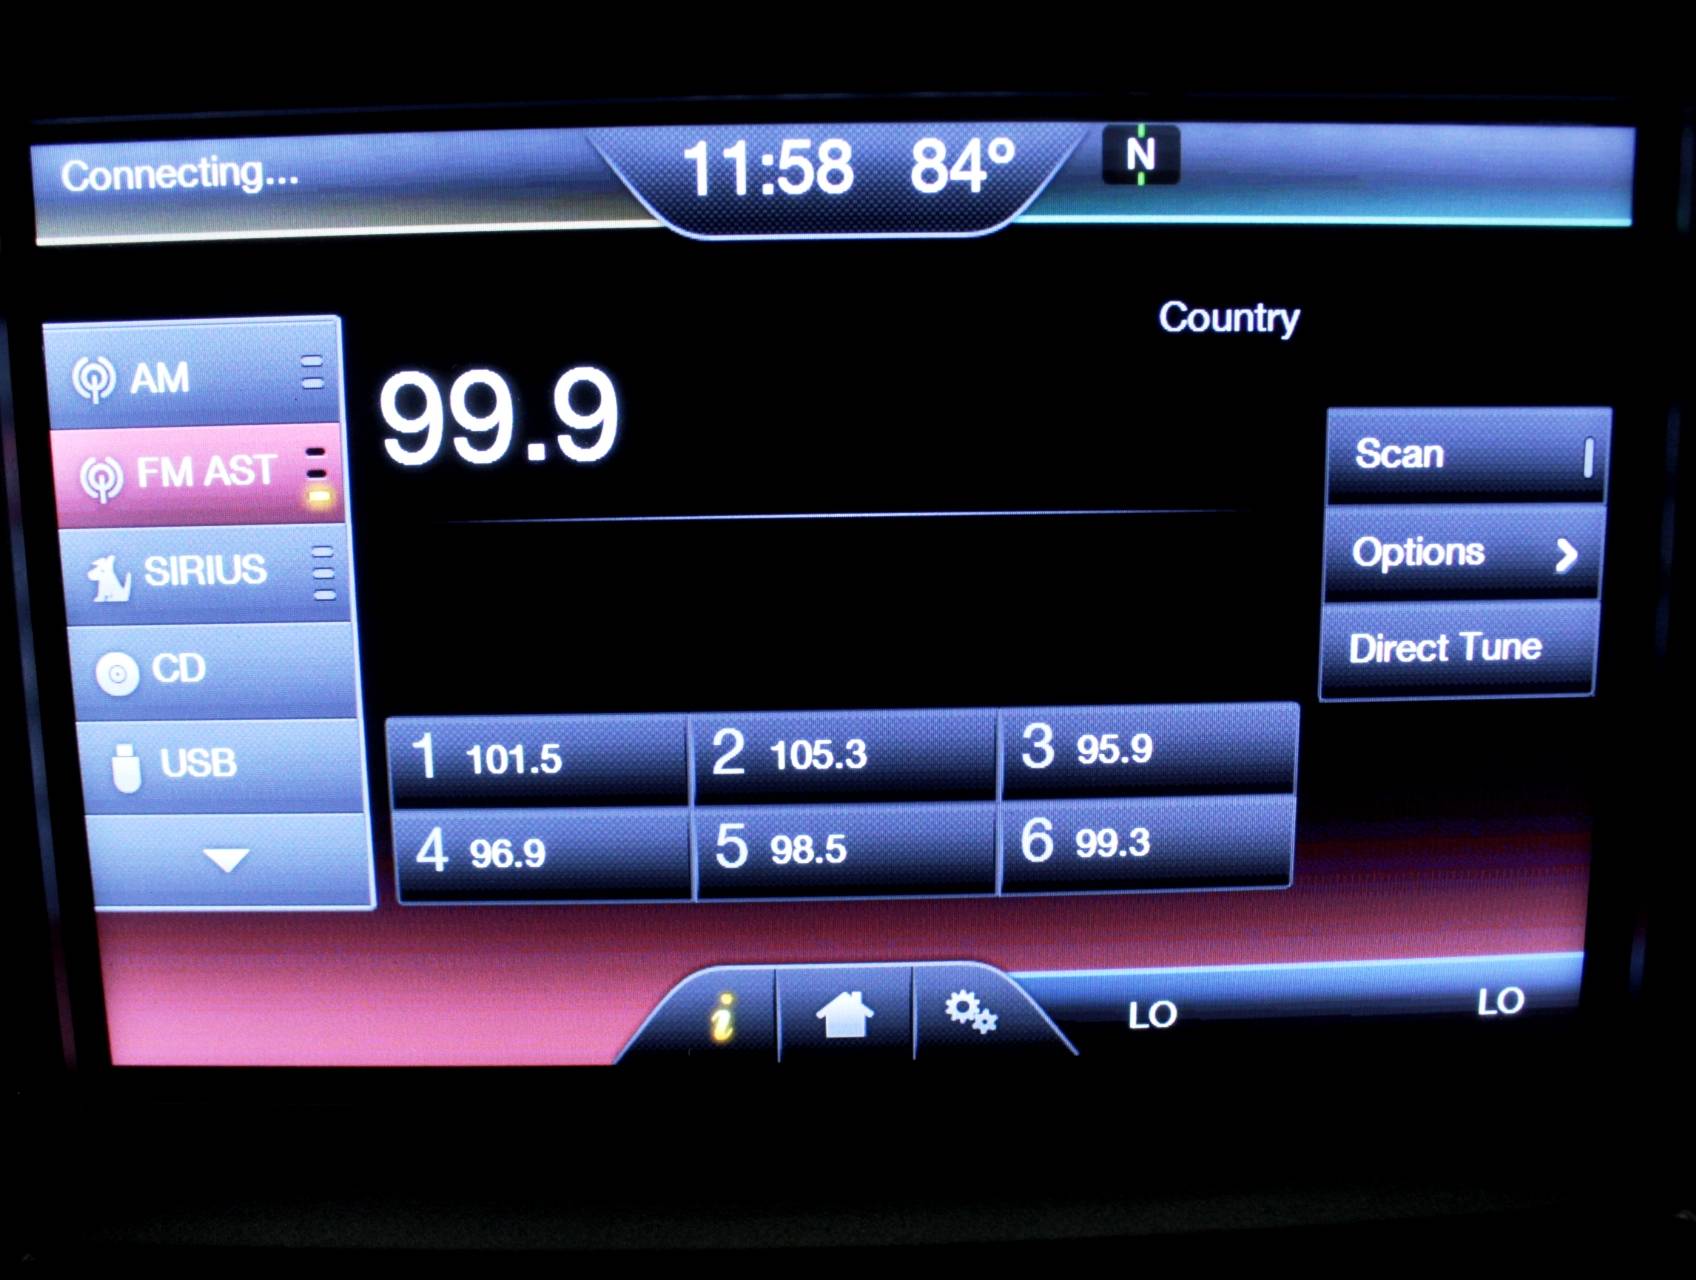 Connecting...
11:58 84°
N
Country
AM
FM AST
SIRIUS
CD
USB
99.9
Scan
Options
Direct Tune
1 101.5
2 105.3
3 95.9
4 96.9
5 98.5
6 99.3
i
LO
LO